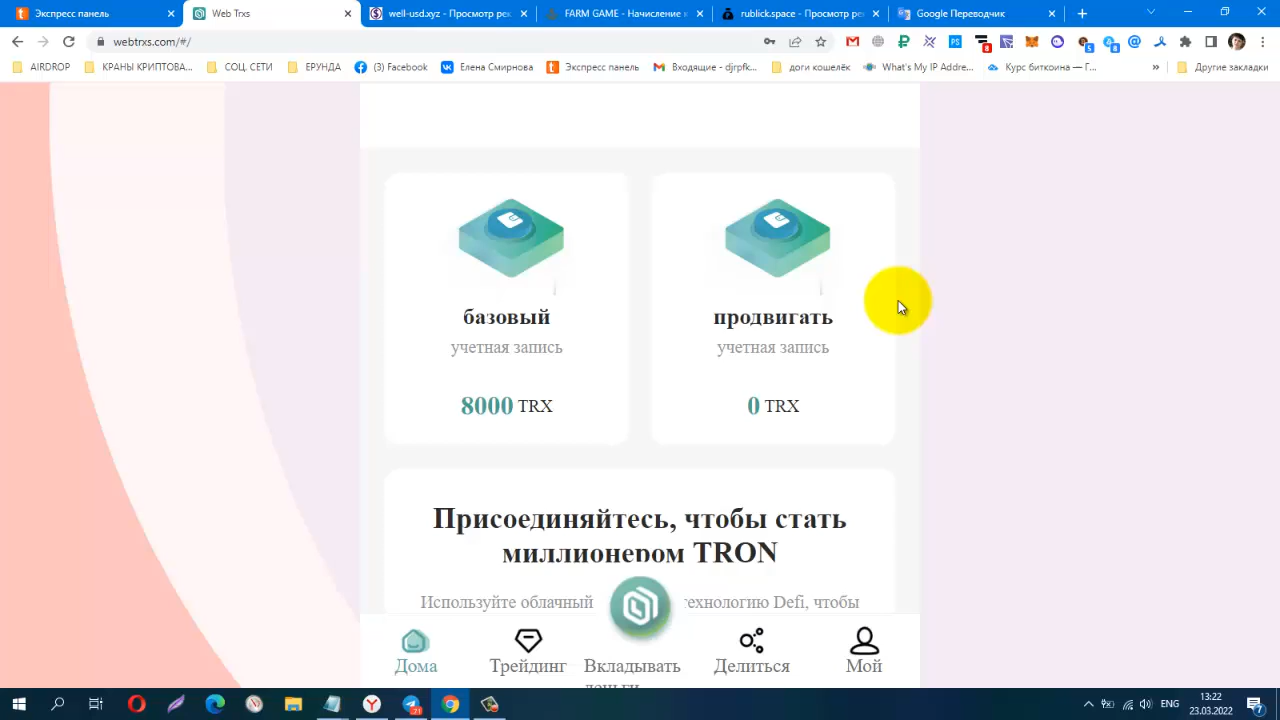 Экспресс панель
Web Trxs
well-usd.xyz - Просмотр рек
FARM GAME - Начисление к
rublick.space - Просмотр ре
Google Переводчик
webtrxs.com/#/
AIRDROP
КРАНЫ КРИПТОВА...
СОЦ. СЕТИ
ЕРУНДА
(3) Facebook
Елена Смирнова
Экспресс панель
Входящие - djrpfk...
доги кошелёк
What's My IP Addre...
Курс биткоина — Г...
»
Другие закладки
базовый
учетная запись
8000 TRX
продвигать
учетная запись
0 TRX
Присоединяйтесь, чтобы стать
миллионером TRON
Используйте облачный технологию Defi, чтобы
Дома
Трейдинг
Вкладывать
деньги
Делиться
Мой
ENG
13:22
23.03.2022